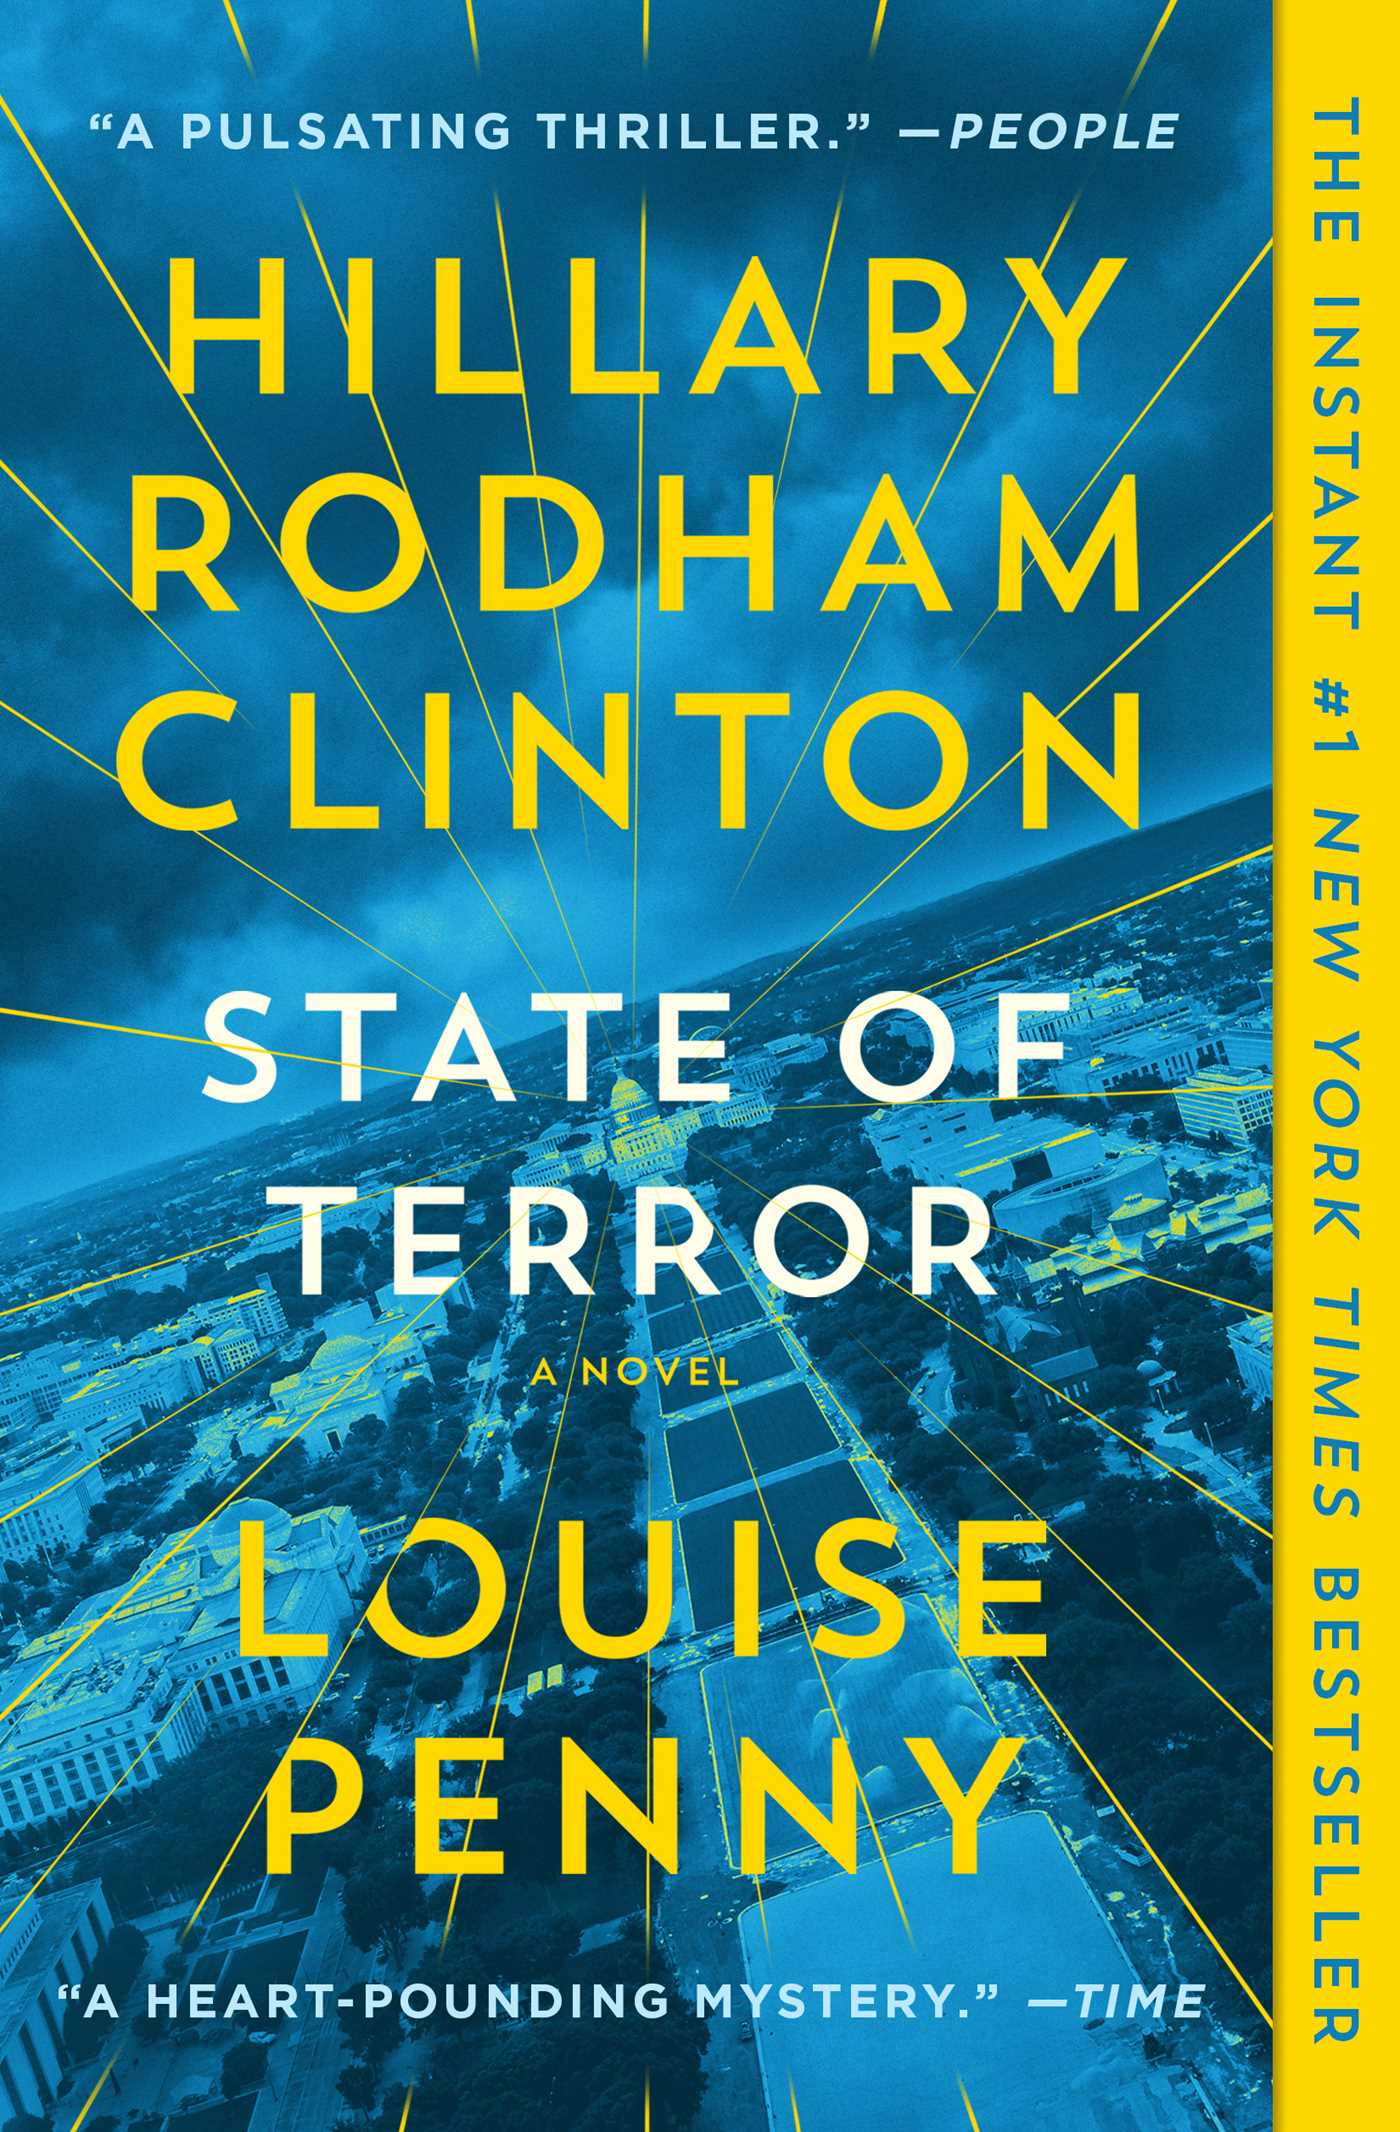 “A PULSATING THRILLER.” —PEOPLE
HILLARY
RODHAM
CLINTON
STATE OF
TERROR
A NOVEL
LOUISE
PENNY
“A HEART-POUNDING MYSTERY.” —TIME
THE INSTANT #1 NEW YORK TIMES BESTSELLER